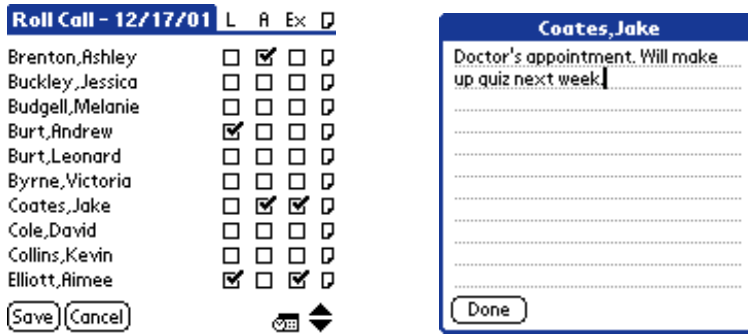 Roll Call - 12/17/01 L A Ex
Brenton,Ashley
Buckley,Jessica
Budgell,Melanie
Burt,Andrew
Burt,Leonard
Byrne,Victoria
Coates,Jake
Cole,David
Collins,Kevin
Elliott,Aimee
Save Cancel
Coates,Jake
Doctor's appointment. Will make
up quiz next week.
Done